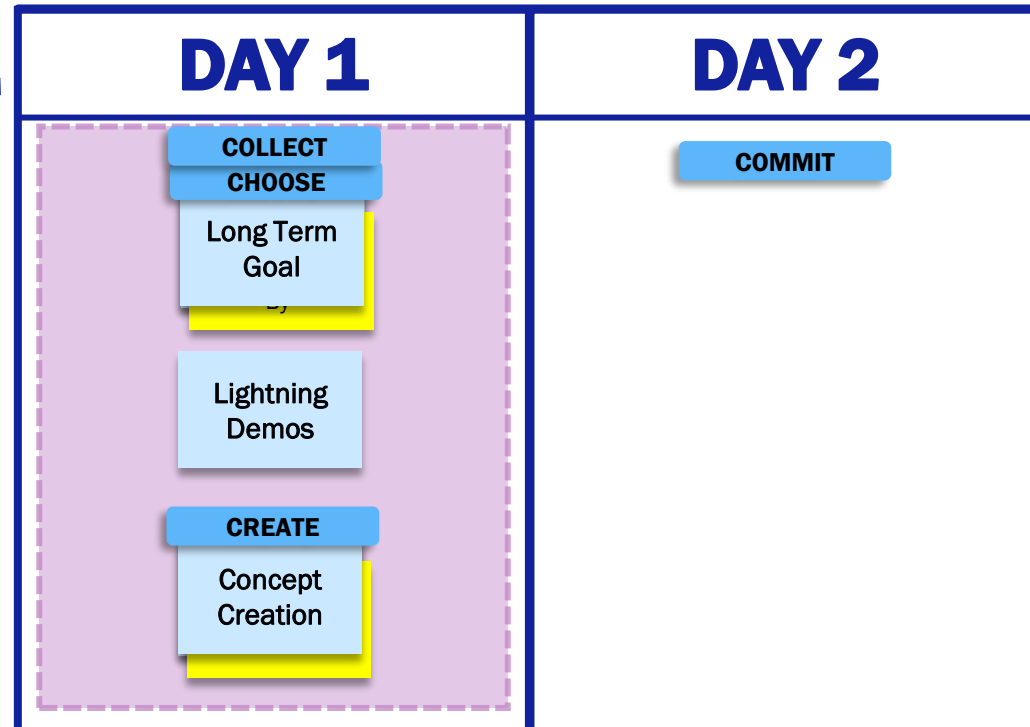 DAY 1
DAY 2
COLLECT
CHOOSE
Long Term
Goal
Lightning
Demos
CREATE
Concept
Creation
COMMIT